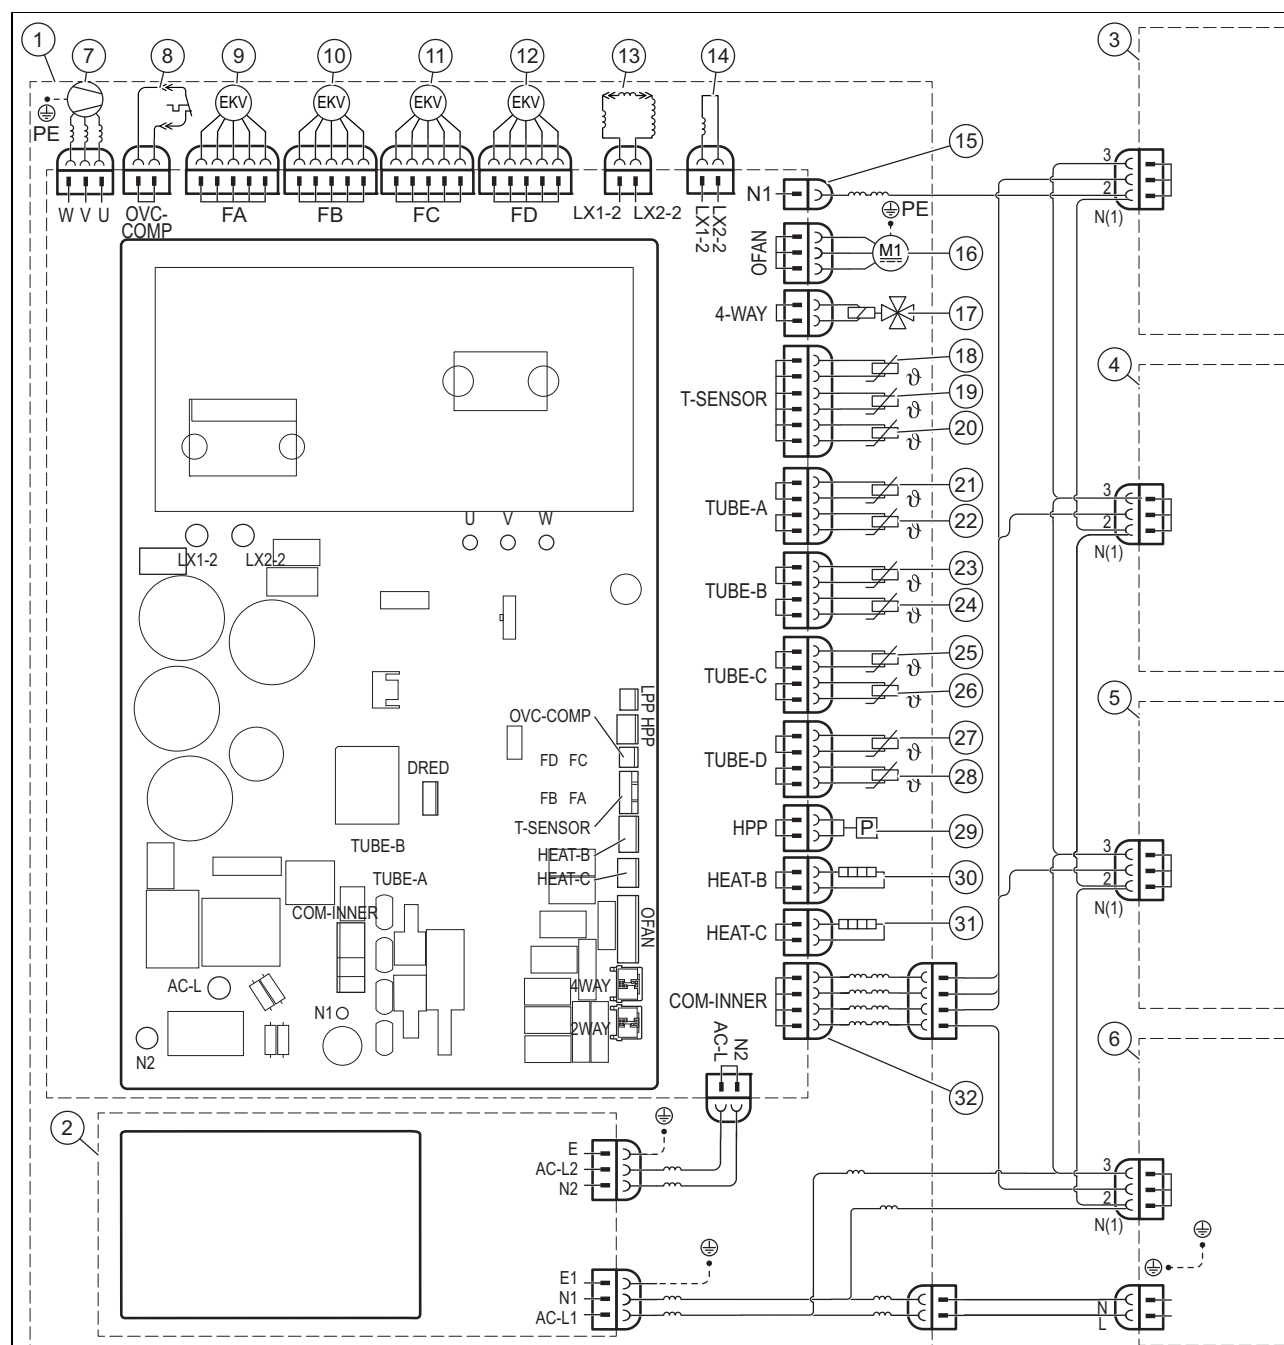 1
7
8
9
10
11
12
13
14
3
PE
EKV
EKV
EKV
EKV
W V U
OVC-
COMP
FA
FB
FC
FD
LX1-2
LX2-2
LX1-2
LX2-2
N1
15
3
2
N(1)
PE
OFAN
M1
16
4-WAY
17
T-SENSOR
18
ϑ
19
ϑ
20
ϑ
4
TUBE-A
21
ϑ
22
ϑ
3
2
N(1)
U
V
W
LX1-2
LX2-2
TUBE-B
23
ϑ
24
ϑ
TUBE-C
25
ϑ
26
ϑ
5
LPP
HPP
OVC-COMP
FD FC
FB FA
DRED
T-SENSOR
TUBE-B
HEAT-B
TUBE-A
HEAT-C
COM-INNER
OFAN
AC-L
4WAY
N1
2WAY
N2
TUBE-D
27
ϑ
28
ϑ
HPP
P
29
HEAT-B
30
3
2
N(1)
HEAT-C
31
COM-INNER
AC-L
N2
32
6
2
E
AC-L2
N2
3
2
N(1)
E1
N1
AC-L1
N
L